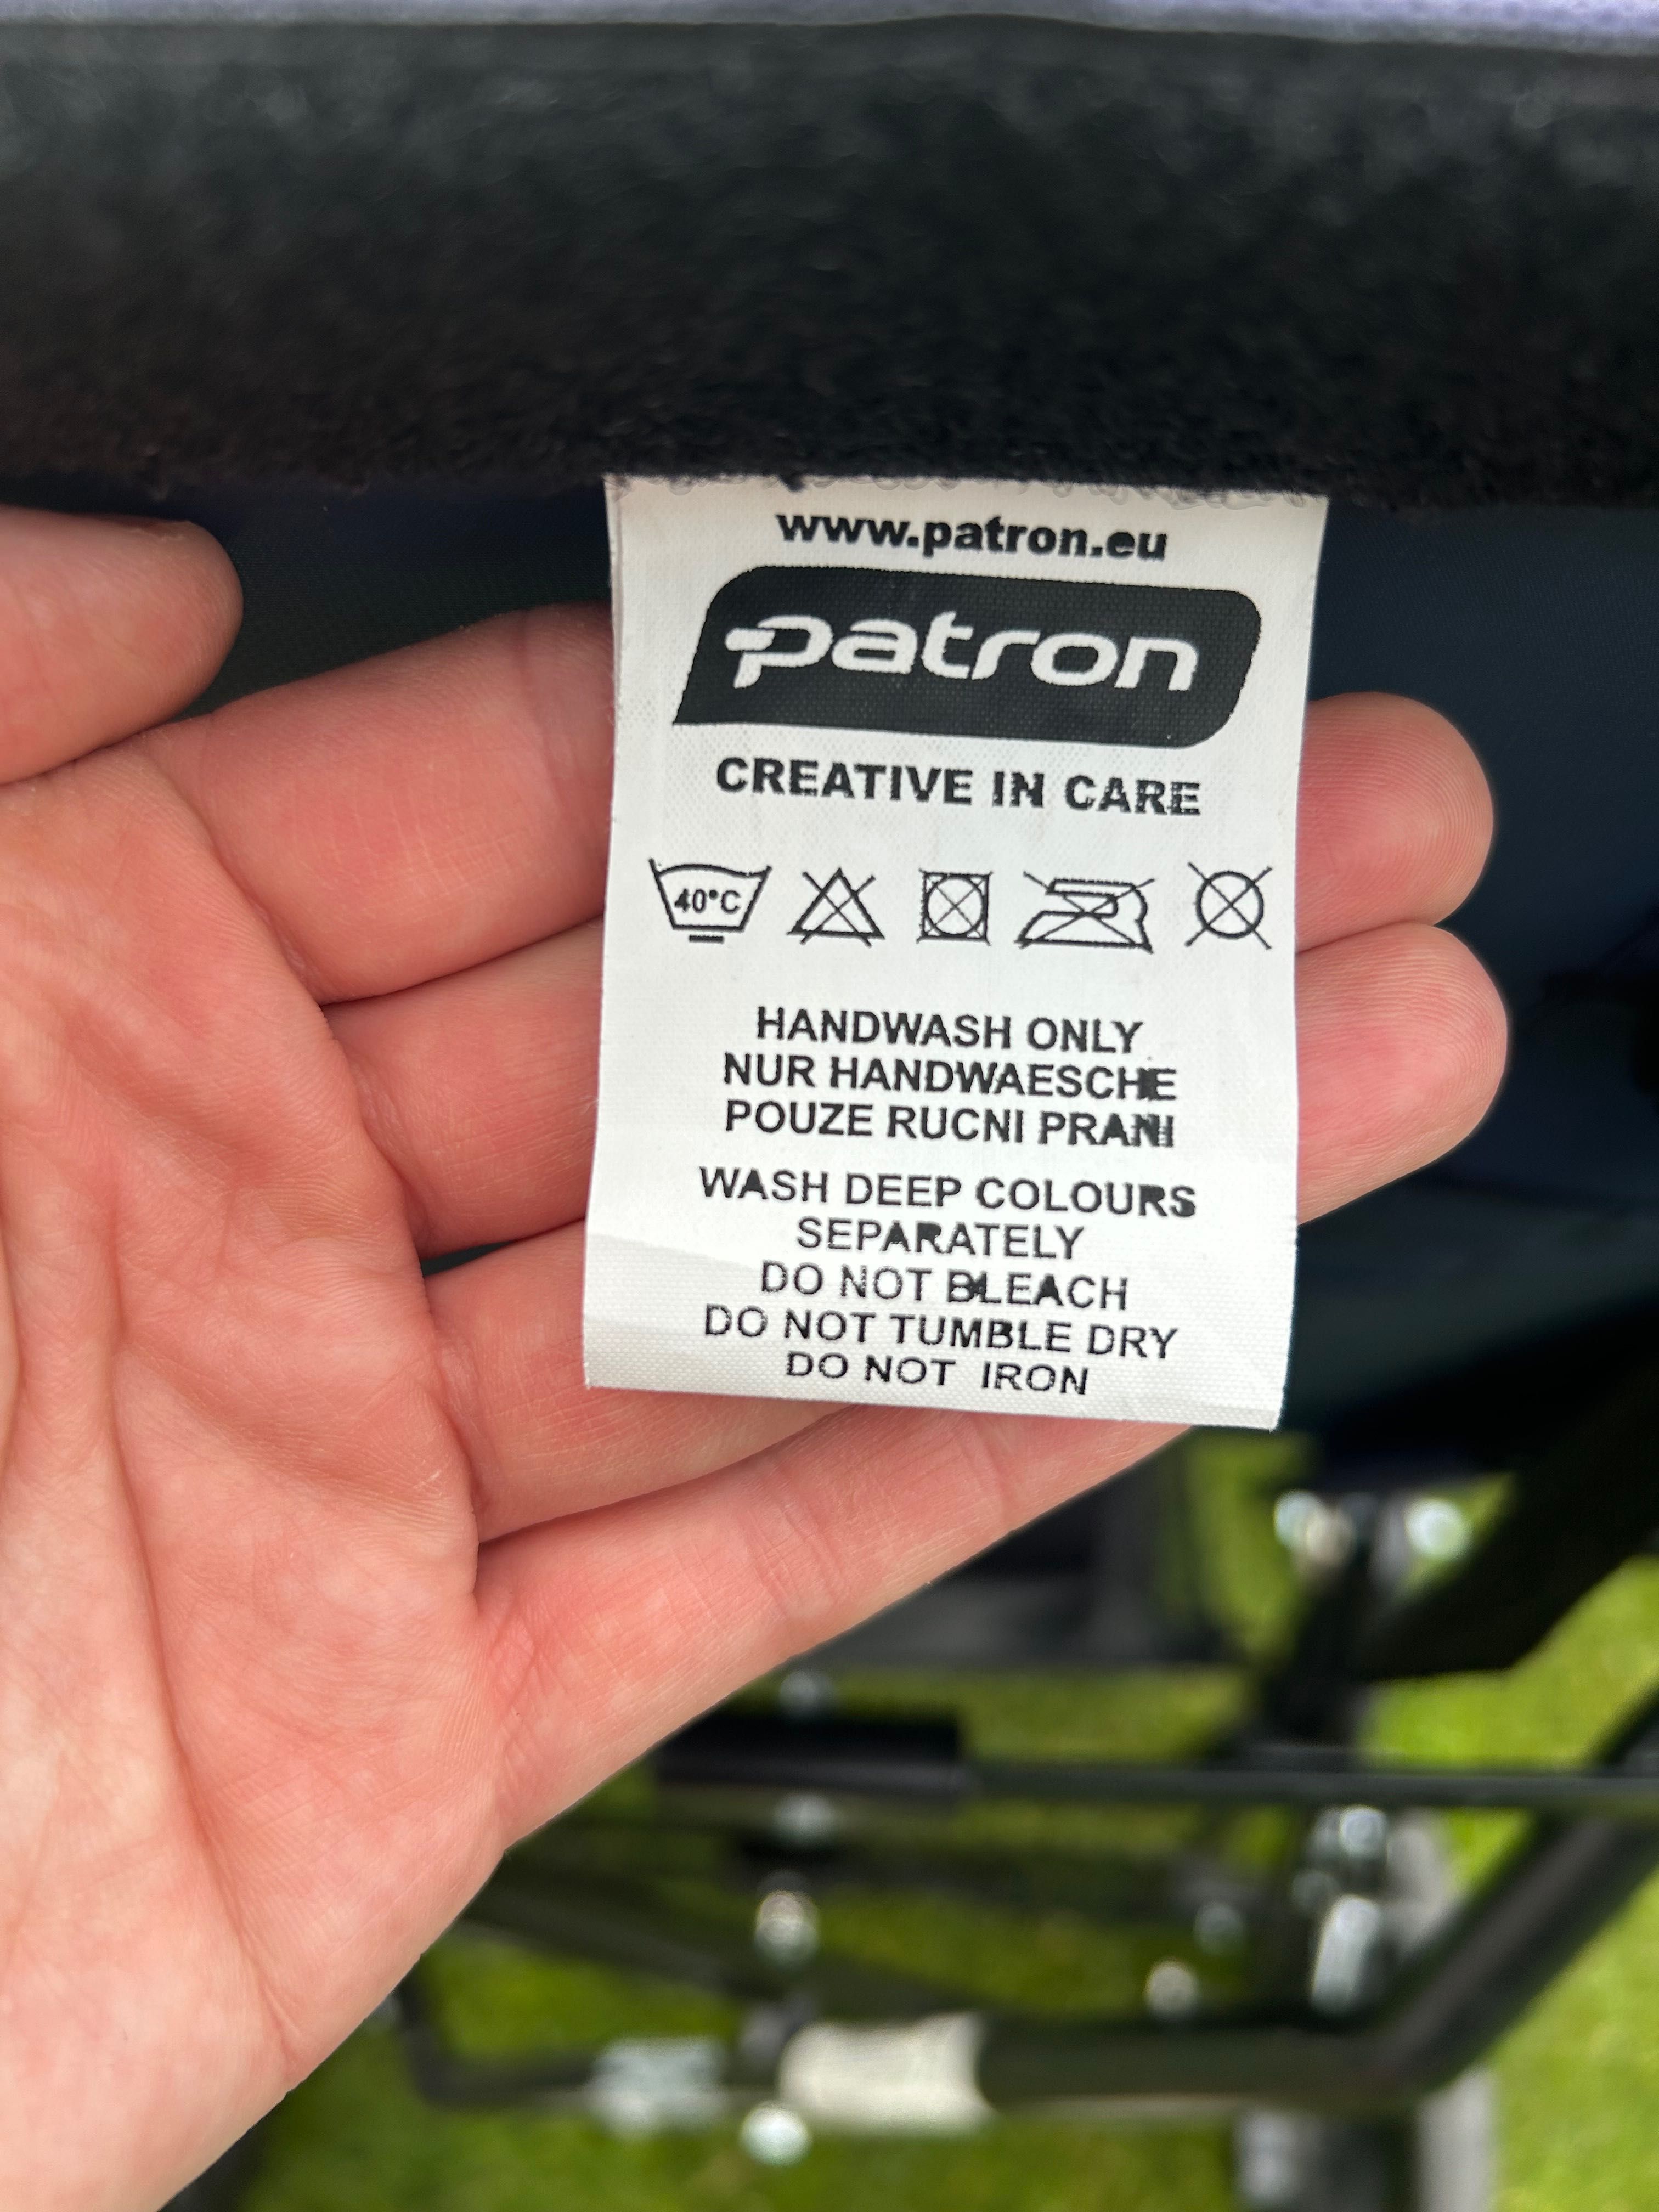 www.patron.eu
patron
CREATIVE IN CARE
40°C
HANDWASH ONLY
NUR HANDWAESCHE
POUZE RUCNI PRANI
WASH DEEP COLOURS
SEPARATELY
DO NOT BLEACH
DO NOT TUMBLE DRY
DO NOT IRON